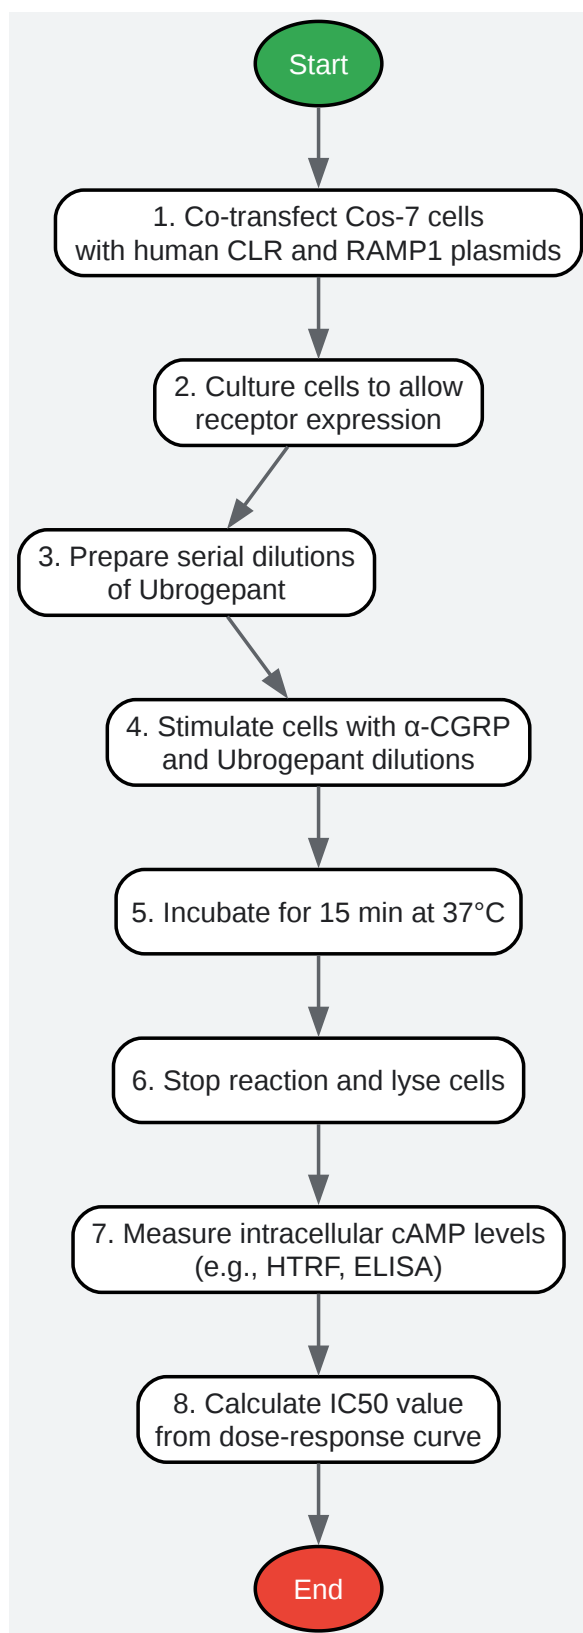 Start
1. Co-transfect Cos-7 cells
with human CLR and RAMP1 plasmids
2. Culture cells to allow
receptor expression
3. Prepare serial dilutions
of Ubrogepant
4. Stimulate cells with α-CGRP
and Ubrogepant dilutions
5. Incubate for 15 min at 37°C
6. Stop reaction and lyse cells
7. Measure intracellular cAMP levels
(e.g., HTRF, ELISA)
8. Calculate IC50 value
from dose-response curve
End